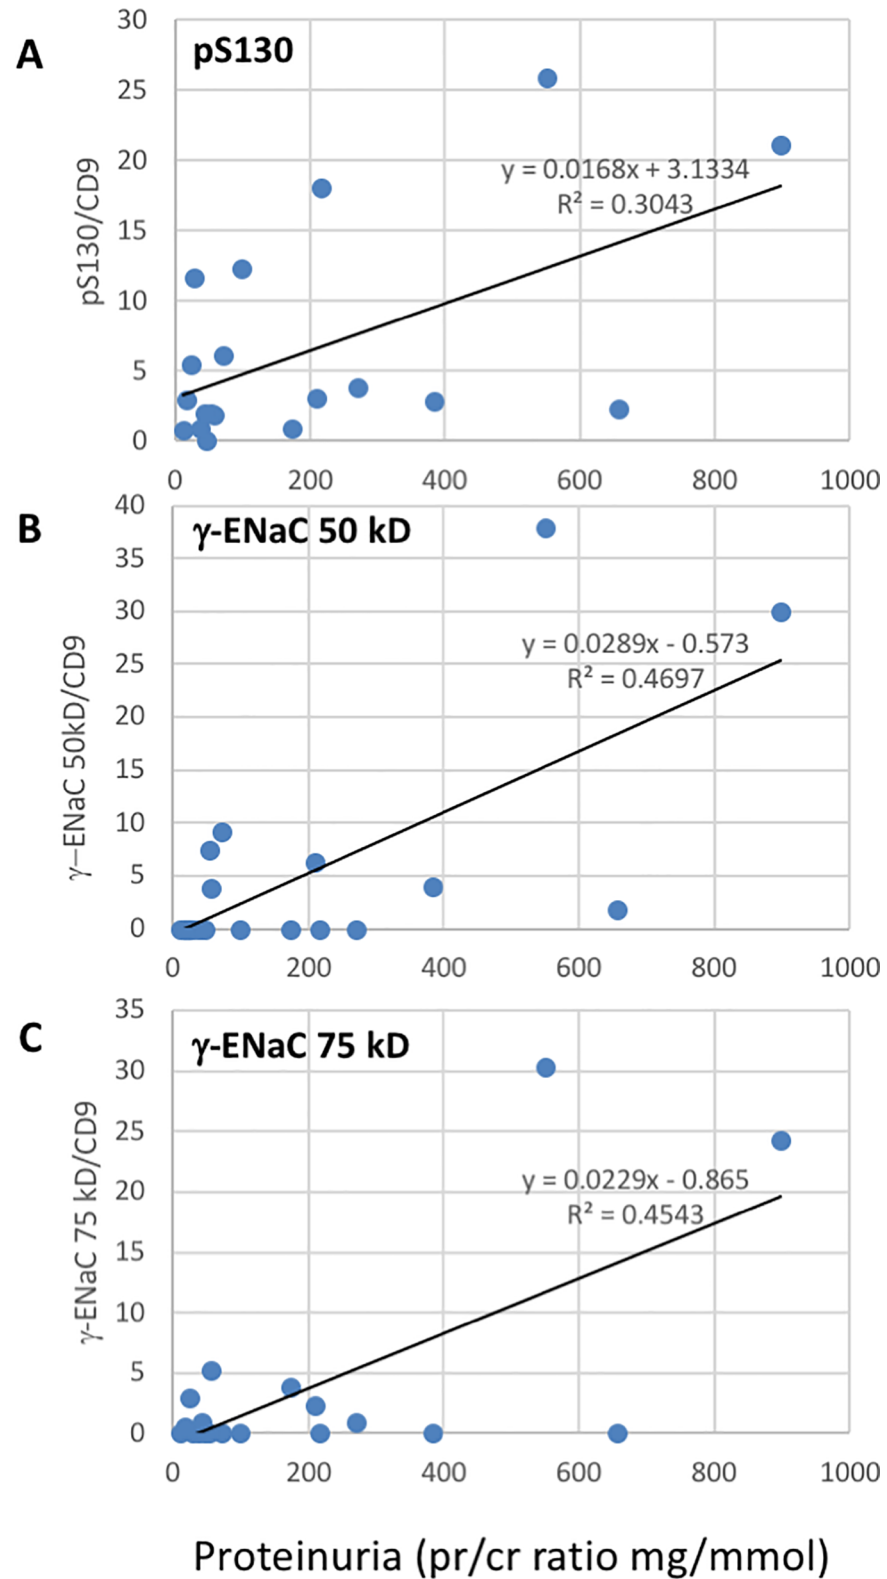 A
pS130
30
25
20
15
10
5
0
pS130/CD9
y = 0.0168x + 3.1334
R² = 0.3043
0 200 400 600 800 1000
B
γ-ENaC 50 kD
40
35
30
25
20
15
10
5
0
γ−ENaC 50kD/CD9
y = 0.0289x - 0.573
R² = 0.4697
0 200 400 600 800 1000
C
γ-ENaC 75 kD
35
30
25
20
15
10
5
0
γ-ENaC 75 kD/CD9
y = 0.0229x - 0.865
R² = 0.4543
0 200 400 600 800 1000
Proteinuria (pr/cr ratio mg/mmol)